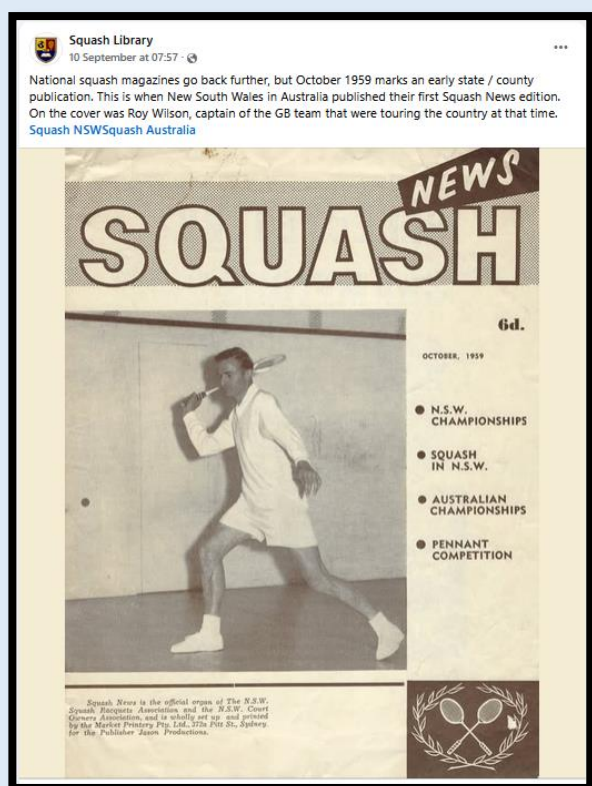 Squash Library
10 September at 07:57 ·
National squash magazines go back further, but October 1959 marks an early state / county
publication. This is when New South Wales in Australia published their first Squash News edition.
On the cover was Roy Wilson, captain of the GB team that were touring the country at that time.
Squash NSWSquash Australia
NEWS
SQUASH
6d.
OCTOBER, 1959
● N.S.W.
CHAMPIONSHIPS
● SQUASH
IN N.S.W.
● AUSTRALIAN
CHAMPIONSHIPS
● PENNANT
COMPETITION
Squash News is the official organ of The N.S.W.
Squash Racquets Association and the N.S.W. Court
Owners Association, and is wholly set up and printed
by the Market Printery Pty. Ltd., 372a Pitt St., Sydney
for the Publisher Jason Productions.